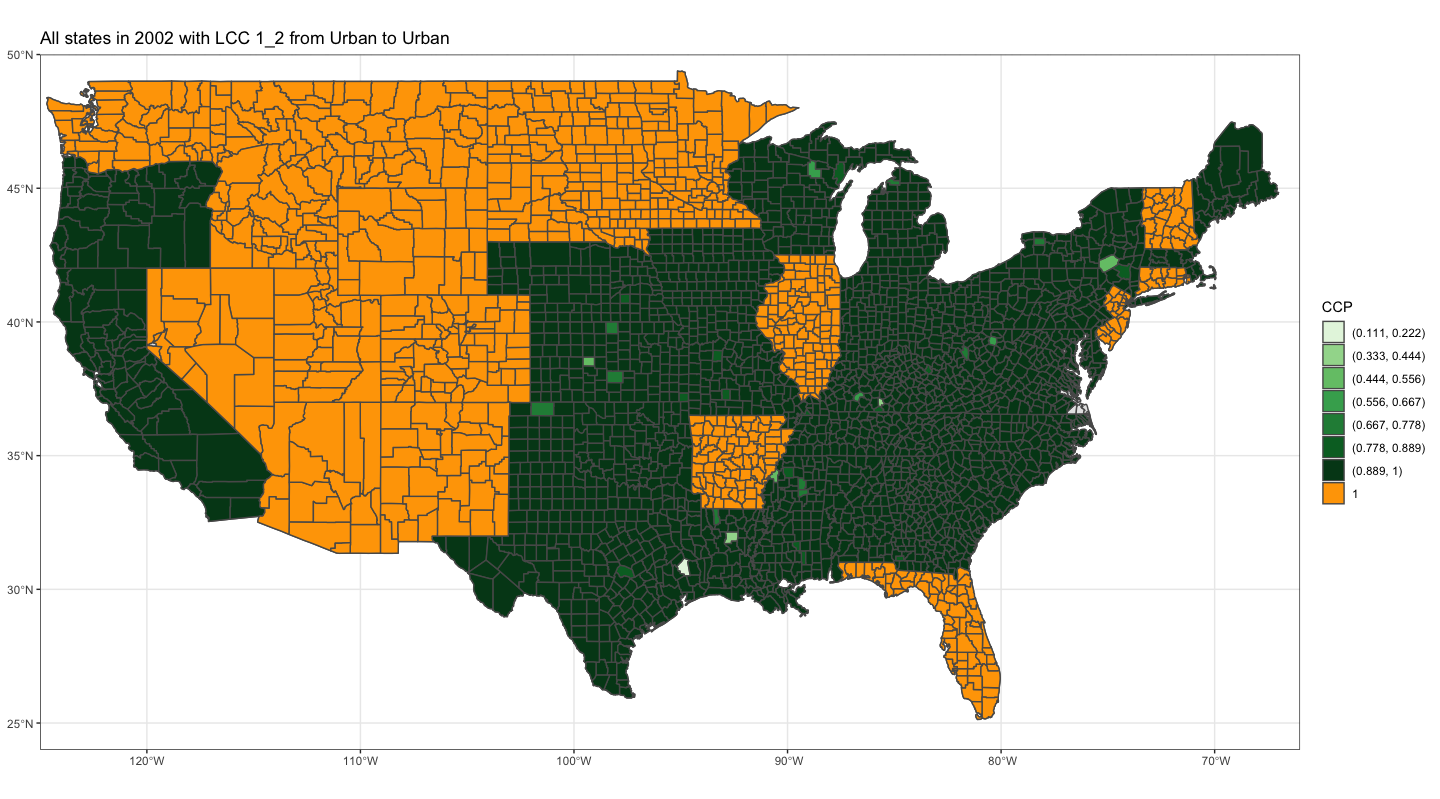 All states in 2002 with LCC 1_2 from Urban to Urban
50°N
45°N
40°N
35°N
30°N
25°N
120°W
110°W
100°W
90°W
80°W
70°W
CCP
(0.111, 0.222)
(0.333, 0.444)
(0.444, 0.556)
(0.556, 0.667)
(0.667, 0.778)
(0.778, 0.889)
(0.889, 1)
1